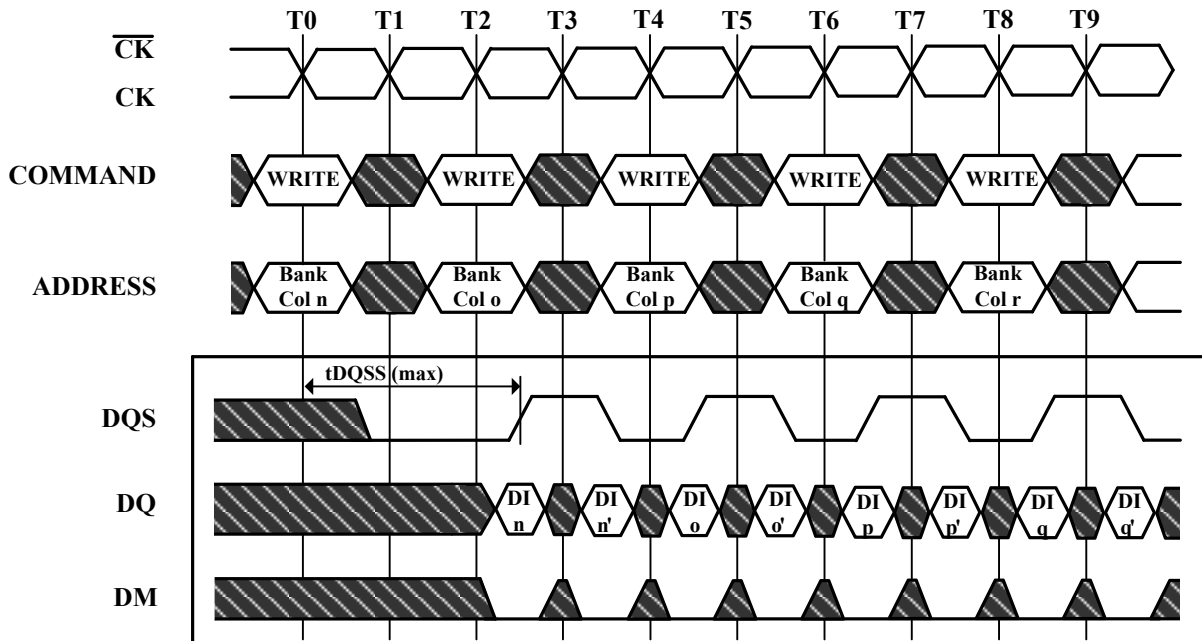 T0 T1 T2 T3 T4 T5 T6 T7 T8 T9
CK
CK
COMMAND WRITE WRITE WRITE WRITE WRITE
Bank Bank Bank Bank Bank
ADDRESS
Col n Col o Col p Col q Col r
tDQSS (max)
DQS
DQ
DI DI DI DI DI DI DI DI
n n' o o' p p' q q'
DM